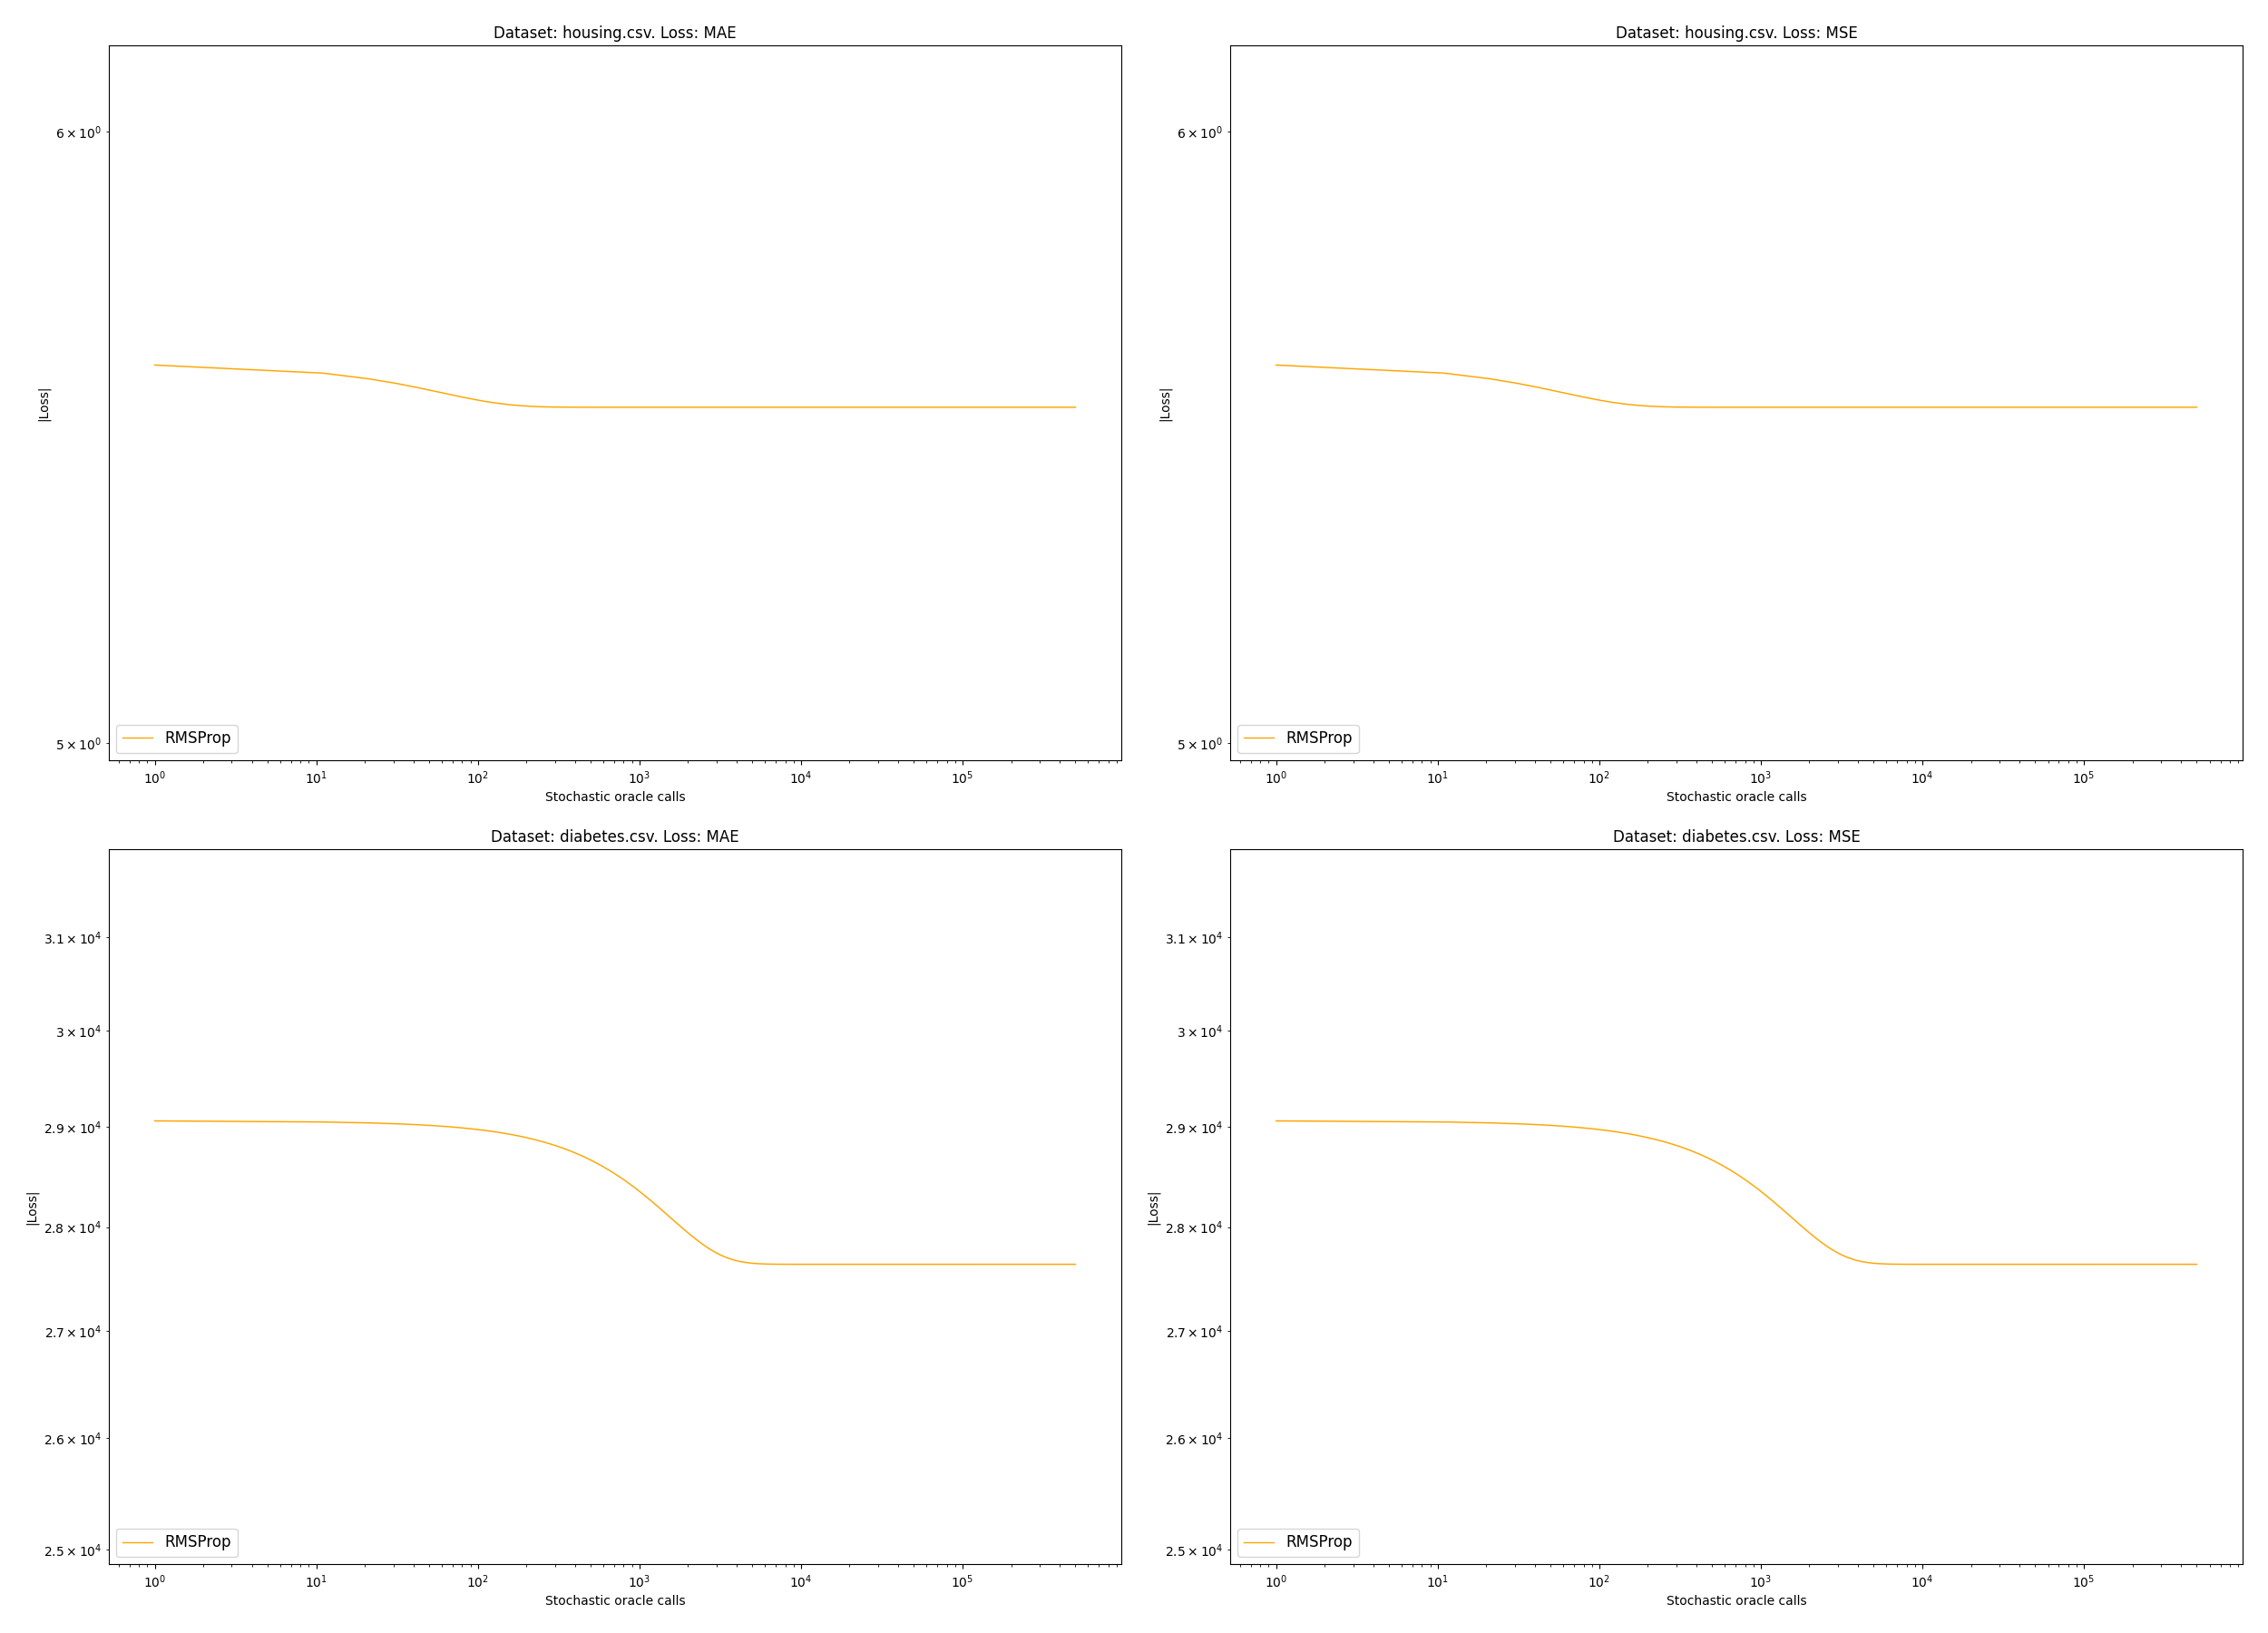 Dataset: housing.csv. Loss: MAE
|Loss|
6 × 10⁰
5 × 10⁰
RMSProp
10⁰ 10¹ 10² 10³ 10⁴ 10⁵
Stochastic oracle calls
Dataset: housing.csv. Loss: MSE
|Loss|
6 × 10⁰
5 × 10⁰
RMSProp
10⁰ 10¹ 10² 10³ 10⁴ 10⁵
Stochastic oracle calls
Dataset: diabetes.csv. Loss: MAE
|Loss|
3.1 × 10⁴
3 × 10⁴
2.9 × 10⁴
2.8 × 10⁴
2.7 × 10⁴
2.6 × 10⁴
2.5 × 10⁴
RMSProp
10⁰ 10¹ 10² 10³ 10⁴ 10⁵
Stochastic oracle calls
Dataset: diabetes.csv. Loss: MSE
|Loss|
3.1 × 10⁴
3 × 10⁴
2.9 × 10⁴
2.8 × 10⁴
2.7 × 10⁴
2.6 × 10⁴
2.5 × 10⁴
RMSProp
10⁰ 10¹ 10² 10³ 10⁴ 10⁵
Stochastic oracle calls